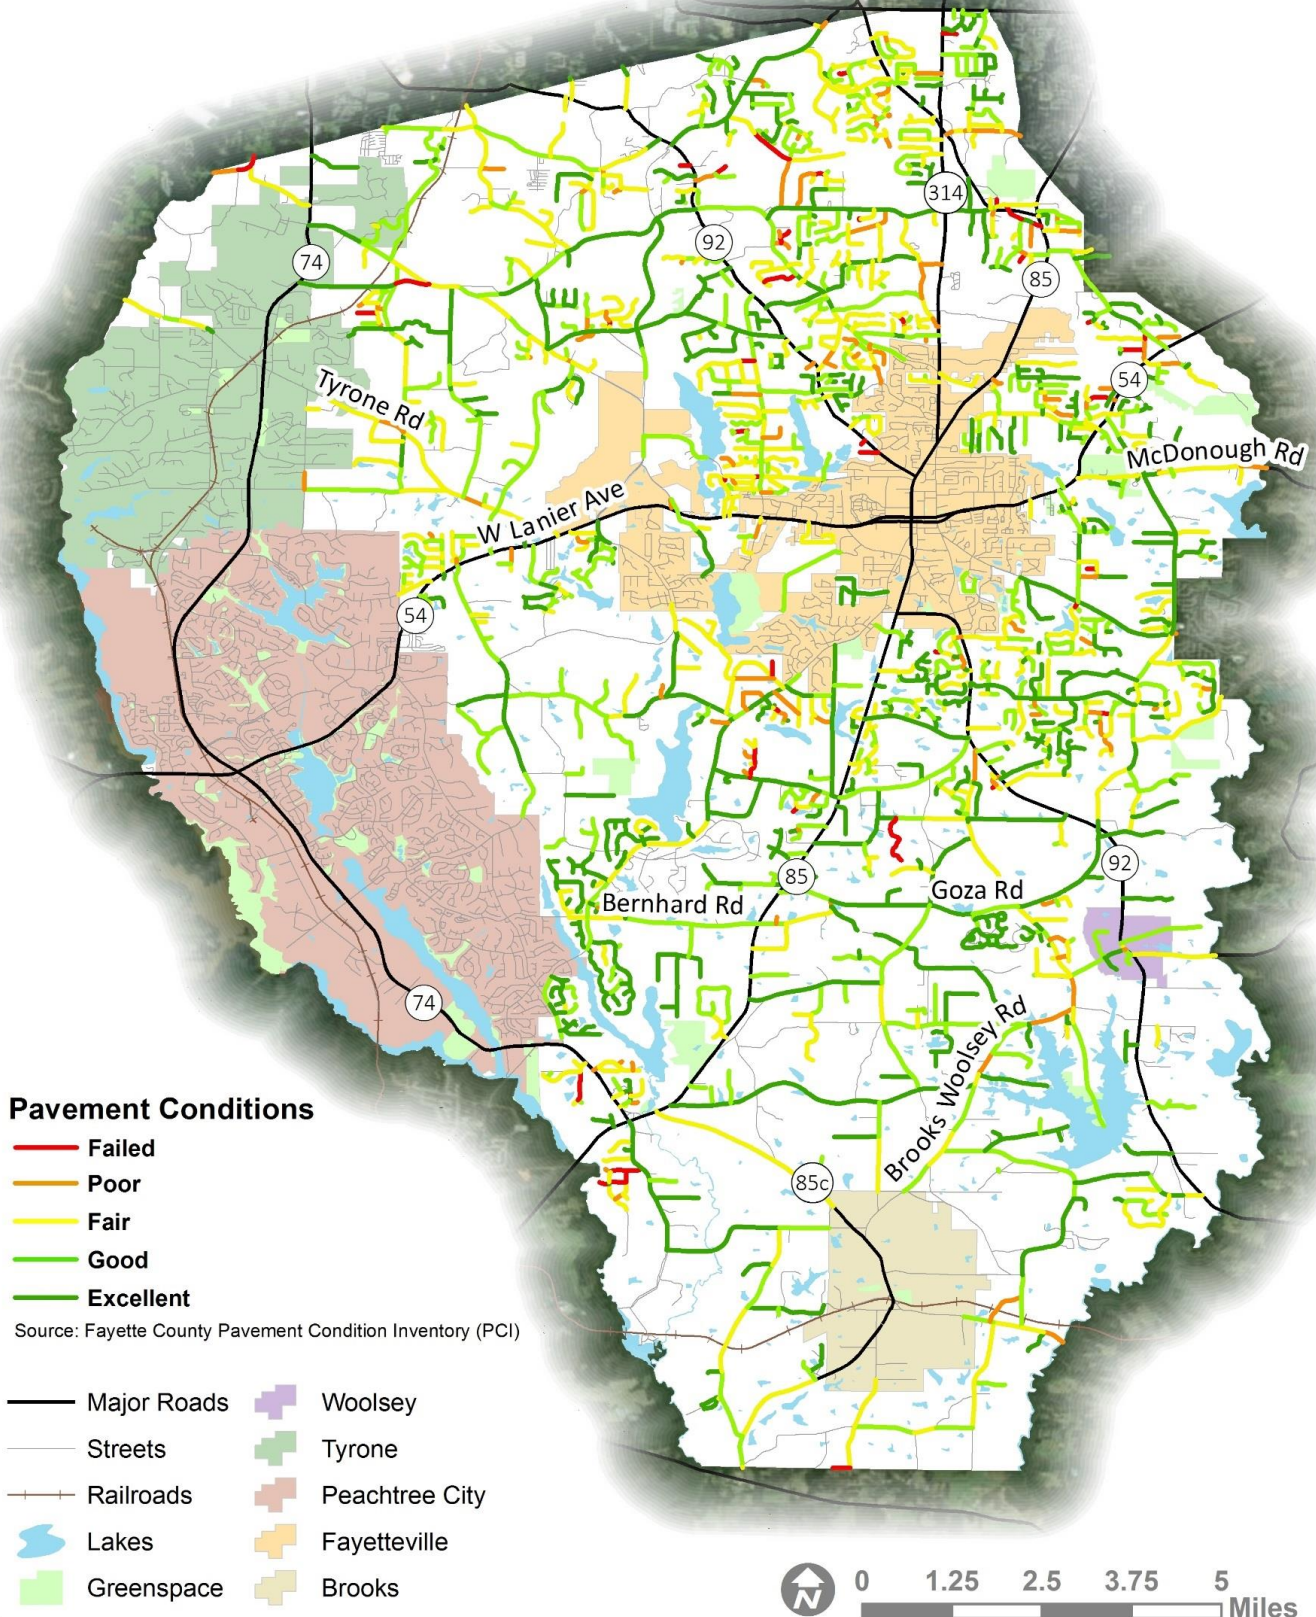 314
92
74
85
54
Tyrone Rd
McDonough Rd
W Lanier Ave
54
92
85
Goza Rd
Bernhard Rd
74
Brooks Woolsey Rd
85c
Pavement Conditions
Failed
Poor
Fair
Good
Excellent
Source: Fayette County Pavement Condition Inventory (PCI)
Major Roads
Streets
Railroads
Lakes
Greenspace
Woolsey
Tyrone
Peachtree City
Fayetteville
Brooks
N
0 1.25 2.5 3.75 5
Miles